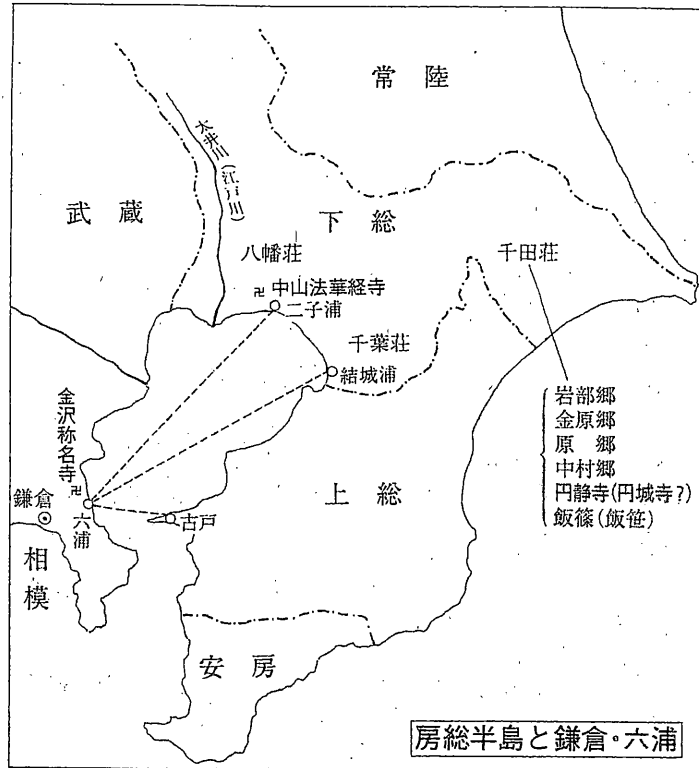 常陸
太井川(江戸川)
武蔵
下総
八幡荘
千田荘
卍中山法華経寺
二子浦
千葉荘
結城浦
岩部郷
金原郷
原郷
中村郷
円静寺(円城寺?)
飯篠(飯笹)
金沢称名寺卍
鎌倉
六浦
古戸
上総
相模
安房
房総半島と鎌倉・六浦